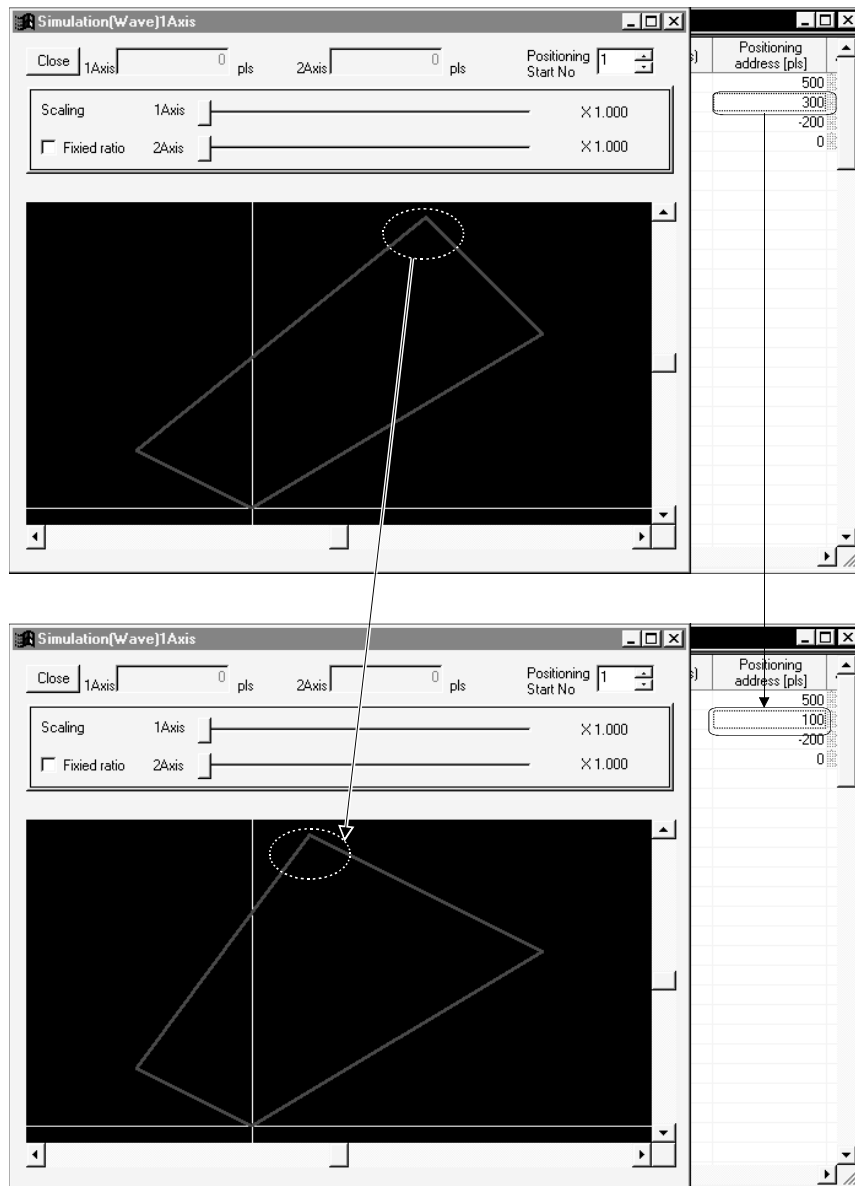 Simulation(Wave)1Axis
Close 1Axis 0 pls 2Axis 0 pls Positioning Start No 1
Scaling 1Axis X 1.000
Fixied ratio 2Axis X 1.000
s) Positioning address [pls]
500
300
-200
0
Simulation(Wave)1Axis
Close 1Axis 0 pls 2Axis 0 pls Positioning Start No 1
Scaling 1Axis X 1.000
Fixied ratio 2Axis X 1.000
s) Positioning address [pls]
500
100
-200
0